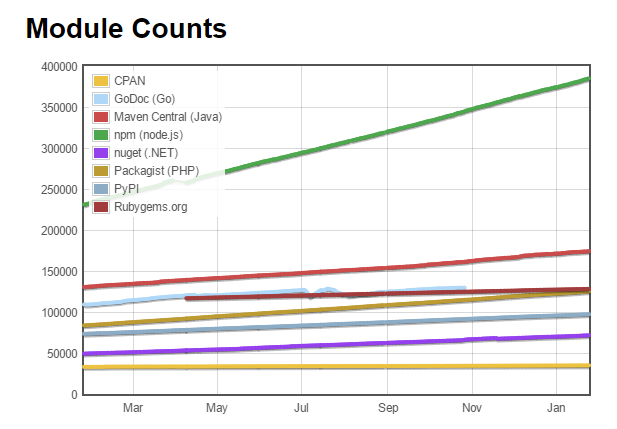 Module Counts
400000
350000
300000
250000
200000
150000
100000
50000
0
CPAN
GoDoc (Go)
Maven Central (Java)
npm (node.js)
nuget (.NET)
Packagist (PHP)
PyPI
Rubygems.org
Mar May Jul Sep Nov Jan